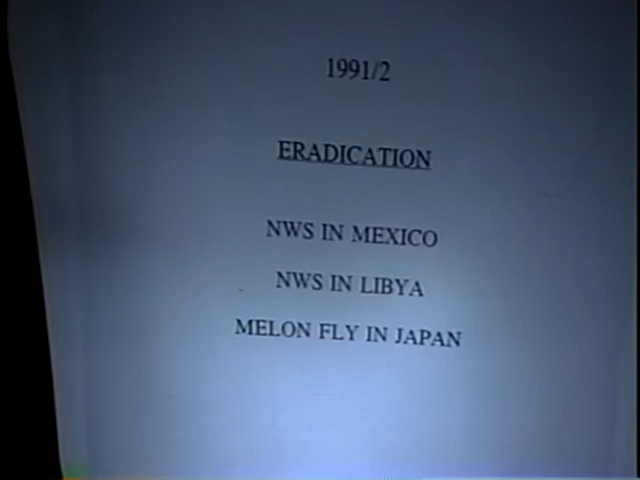 1991/2
ERADICATION
NWS IN MEXICO
NWS IN LIBYA
MELON FLY IN JAPAN